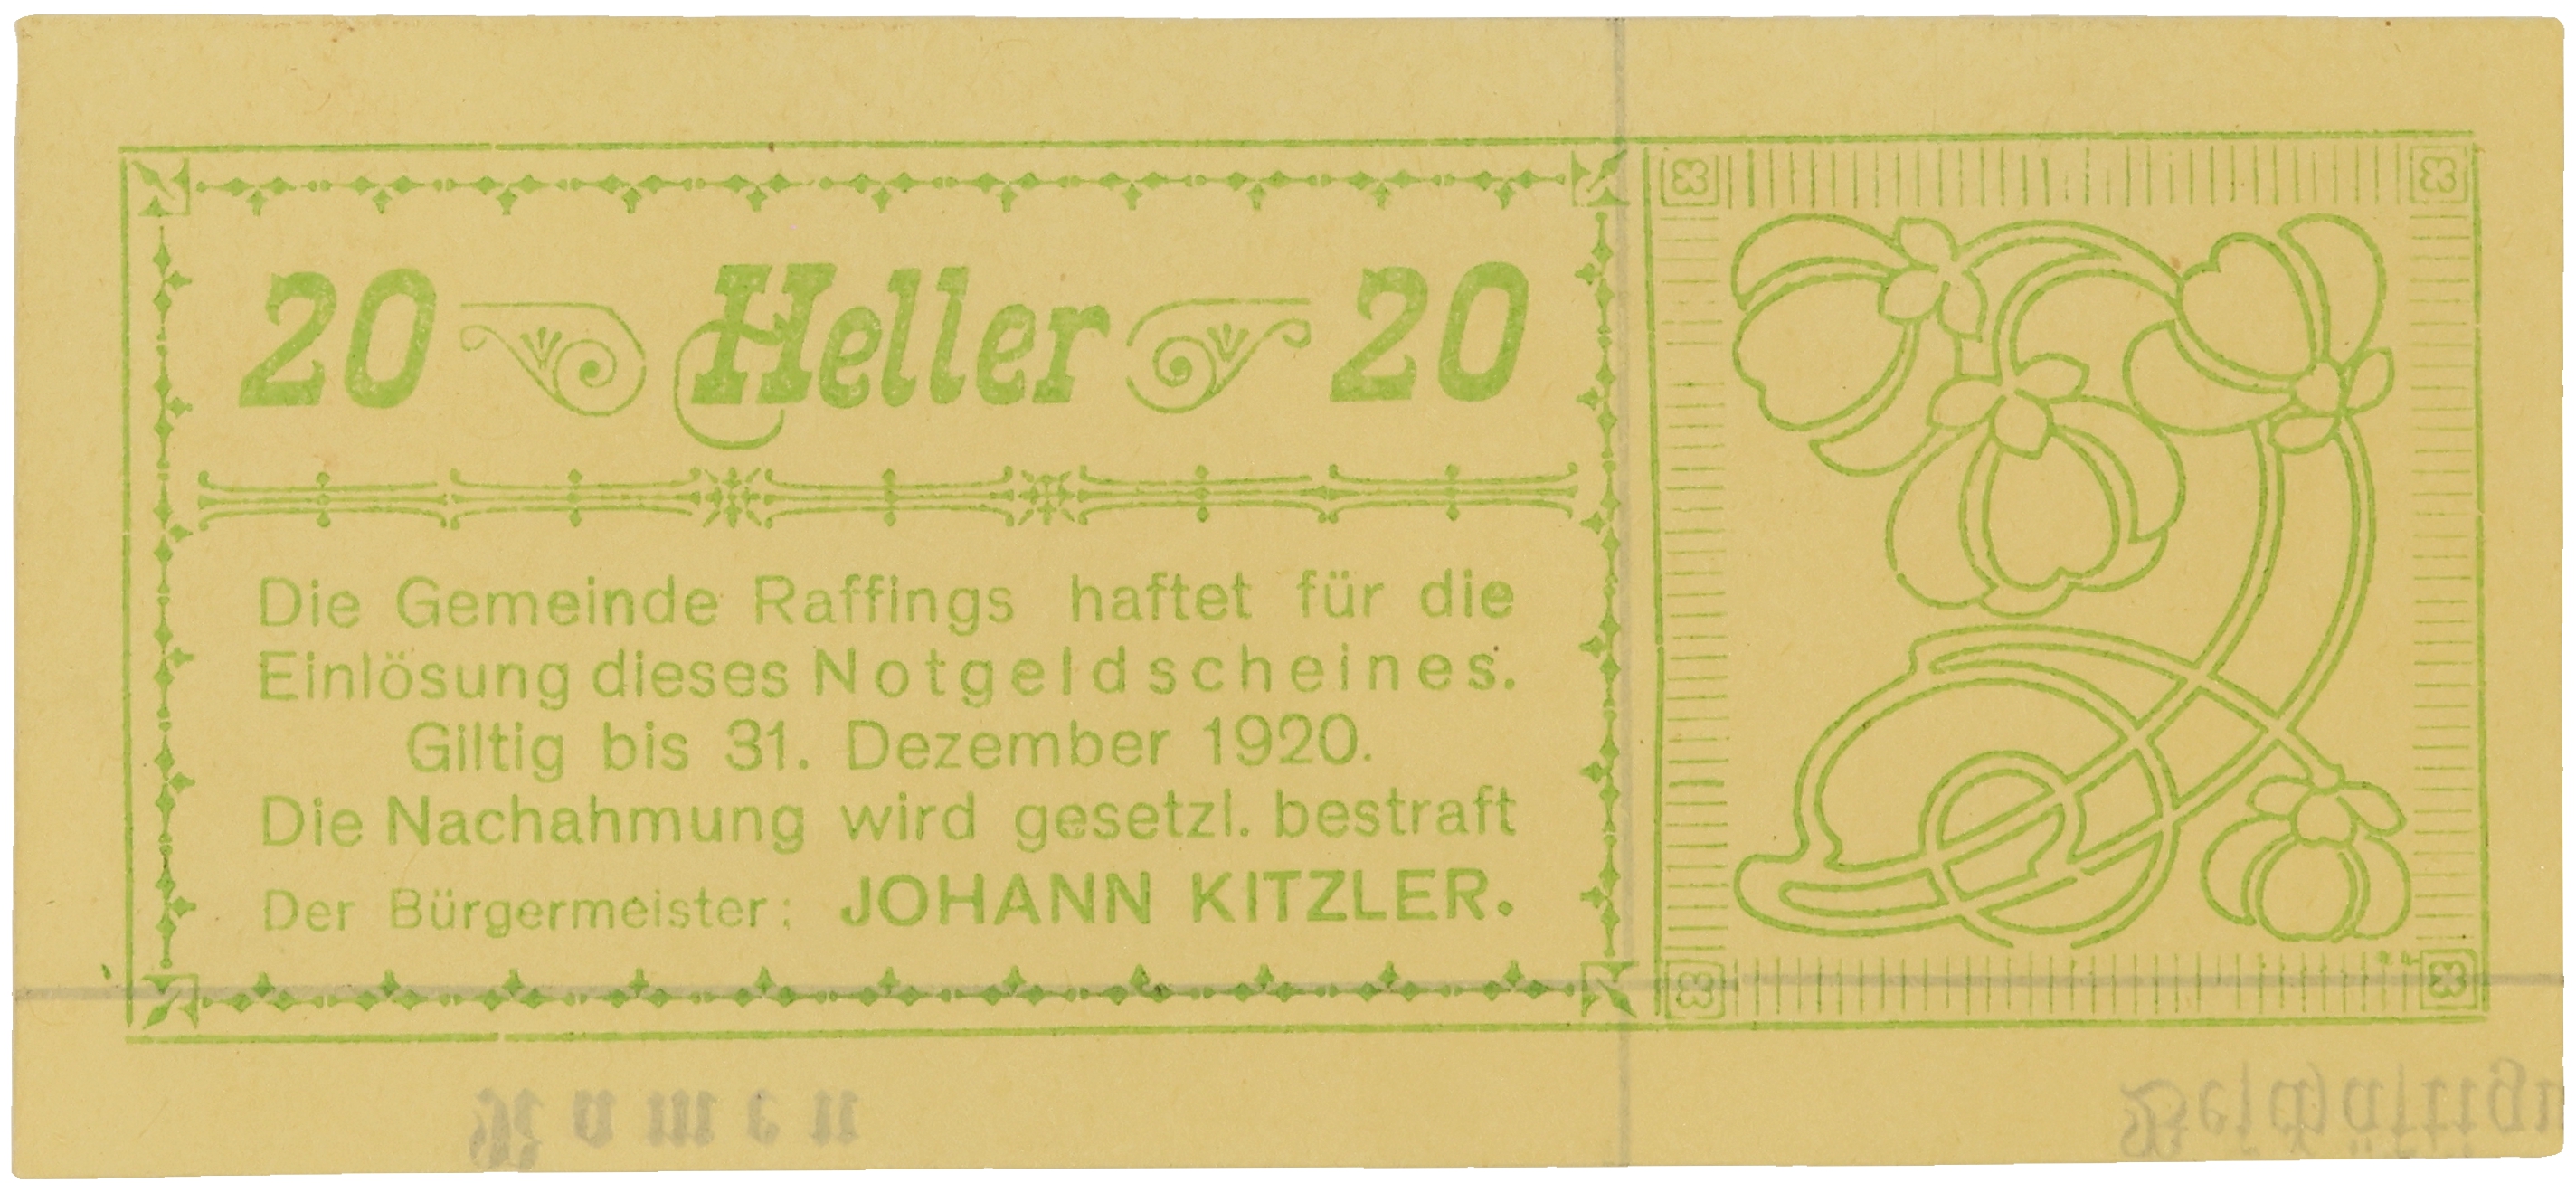 20 Heller 20
Die Gemeinde Raffings haftet für die
Einlösung dieses Notgeldscheines.
Giltig bis 31. Dezember 1920.
Die Nachahmung wird gesetzl. bestraft
Der Bürgermeister: JOHANN KITZLER.
Namen